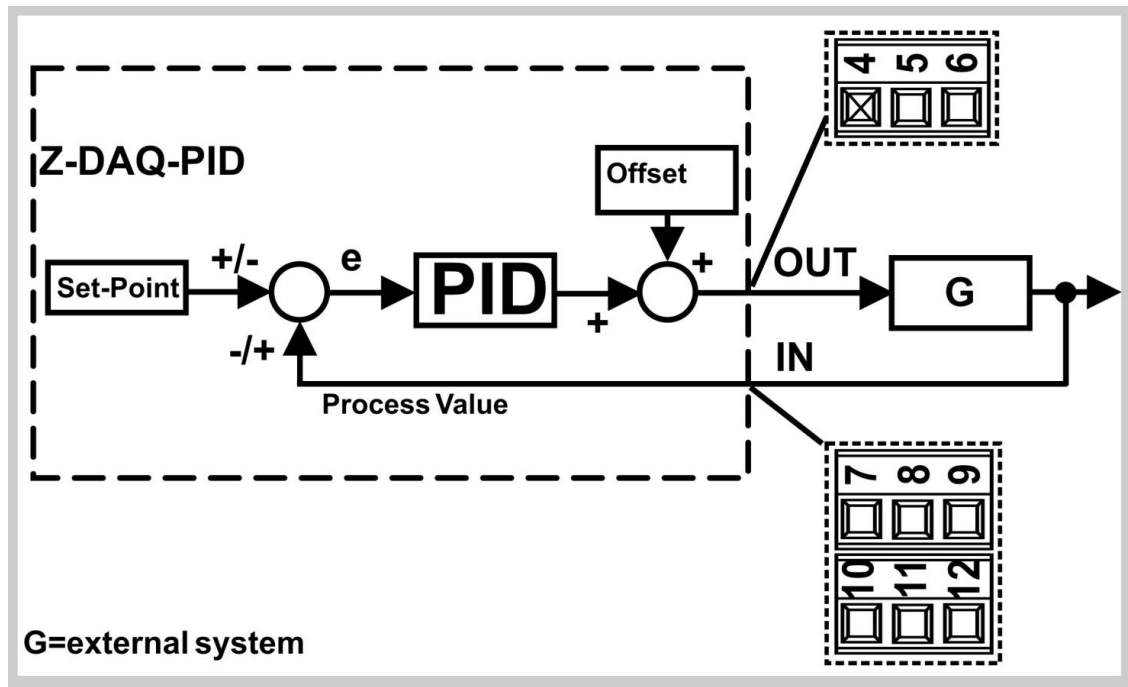 4 5 6
Z-DAQ-PID
Offset
+/- e + OUT
Set-Point PID G
+
-/+ IN
Process Value
7 8 9
10 11 12
G=external system